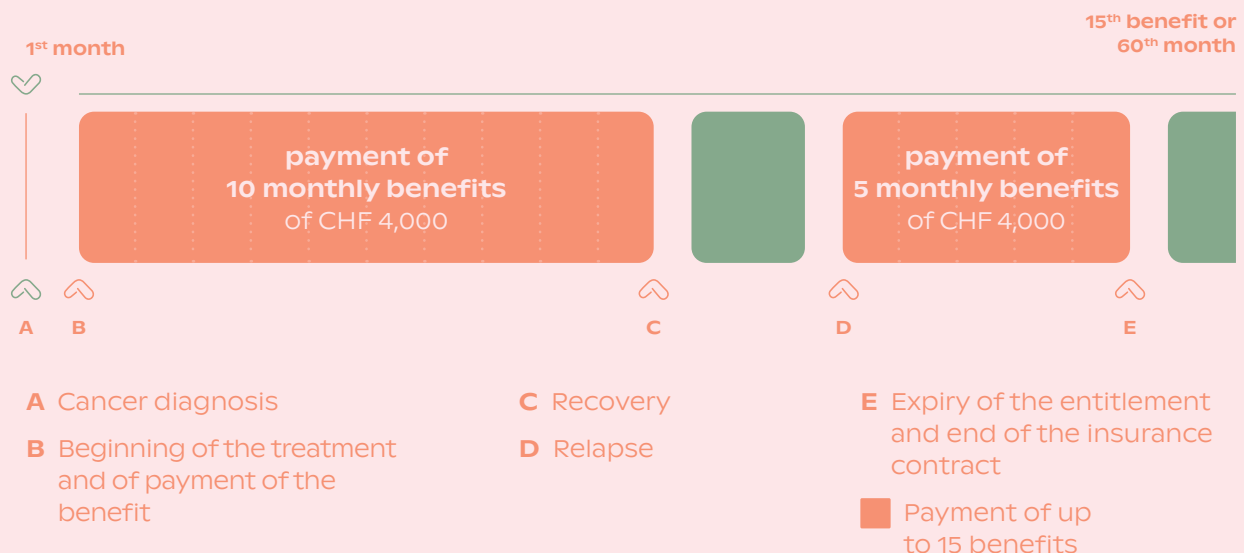 1st month
15th benefit or
60th month
payment of
10 monthly benefits
of CHF 4,000
payment of
5 monthly benefits
of CHF 4,000
A
B
C
D
E
A Cancer diagnosis
B Beginning of the treatment
and of payment of the
benefit
C Recovery
D Relapse
E Expiry of the entitlement
and end of the insurance
contract
Payment of up
to 15 benefits